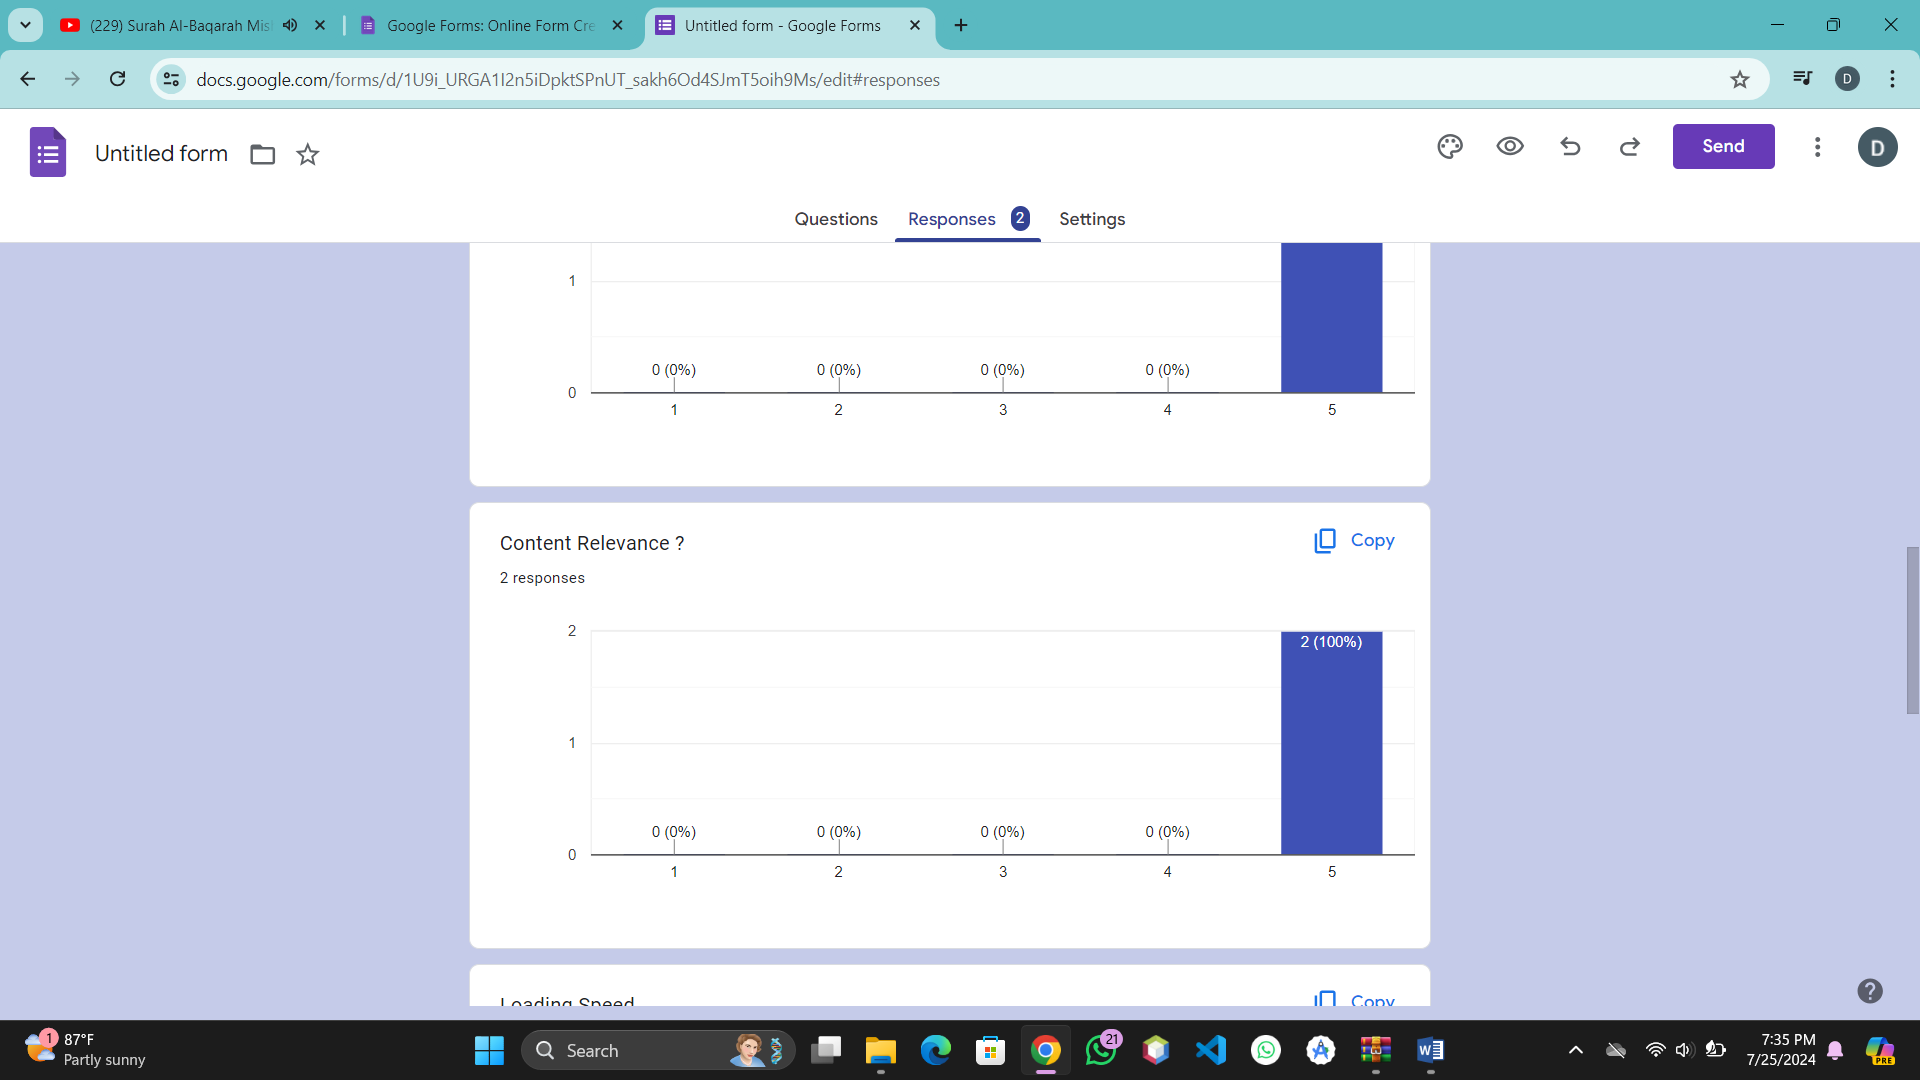 (229) Surah Al-Baqarah Mis
Google Forms: Online Form Cre
Untitled form - Google Forms
docs.google.com/forms/d/1U9i_URGA1I2n5iDpktSPnUT_sakh6Od4SJmT5oih9Ms/edit#responses
D
Untitled form
Send
D
Questions
Responses 2
Settings
1
0 (0%) 0 (0%) 0 (0%) 0 (0%)
0
1 2 3 4 5
Content Relevance ?
Copy
2 responses
2
2 (100%)
1
0 (0%) 0 (0%) 0 (0%) 0 (0%)
0
1 2 3 4 5
Loading Speed
Copy
1
87°F
Partly sunny
Search
21
W
7:35 PM
7/25/2024
PRE